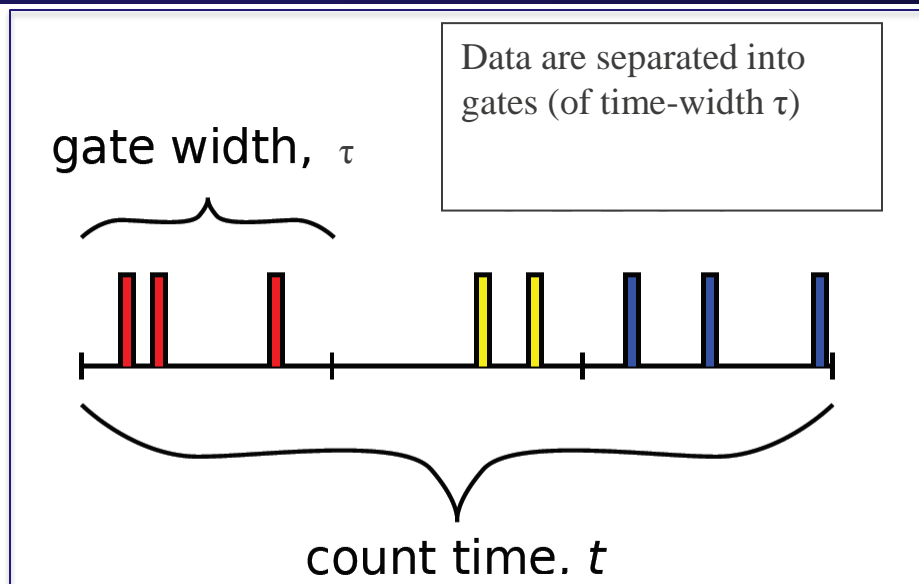 Data are separated into
gates (of time-width τ)
gate width, τ
count time. t